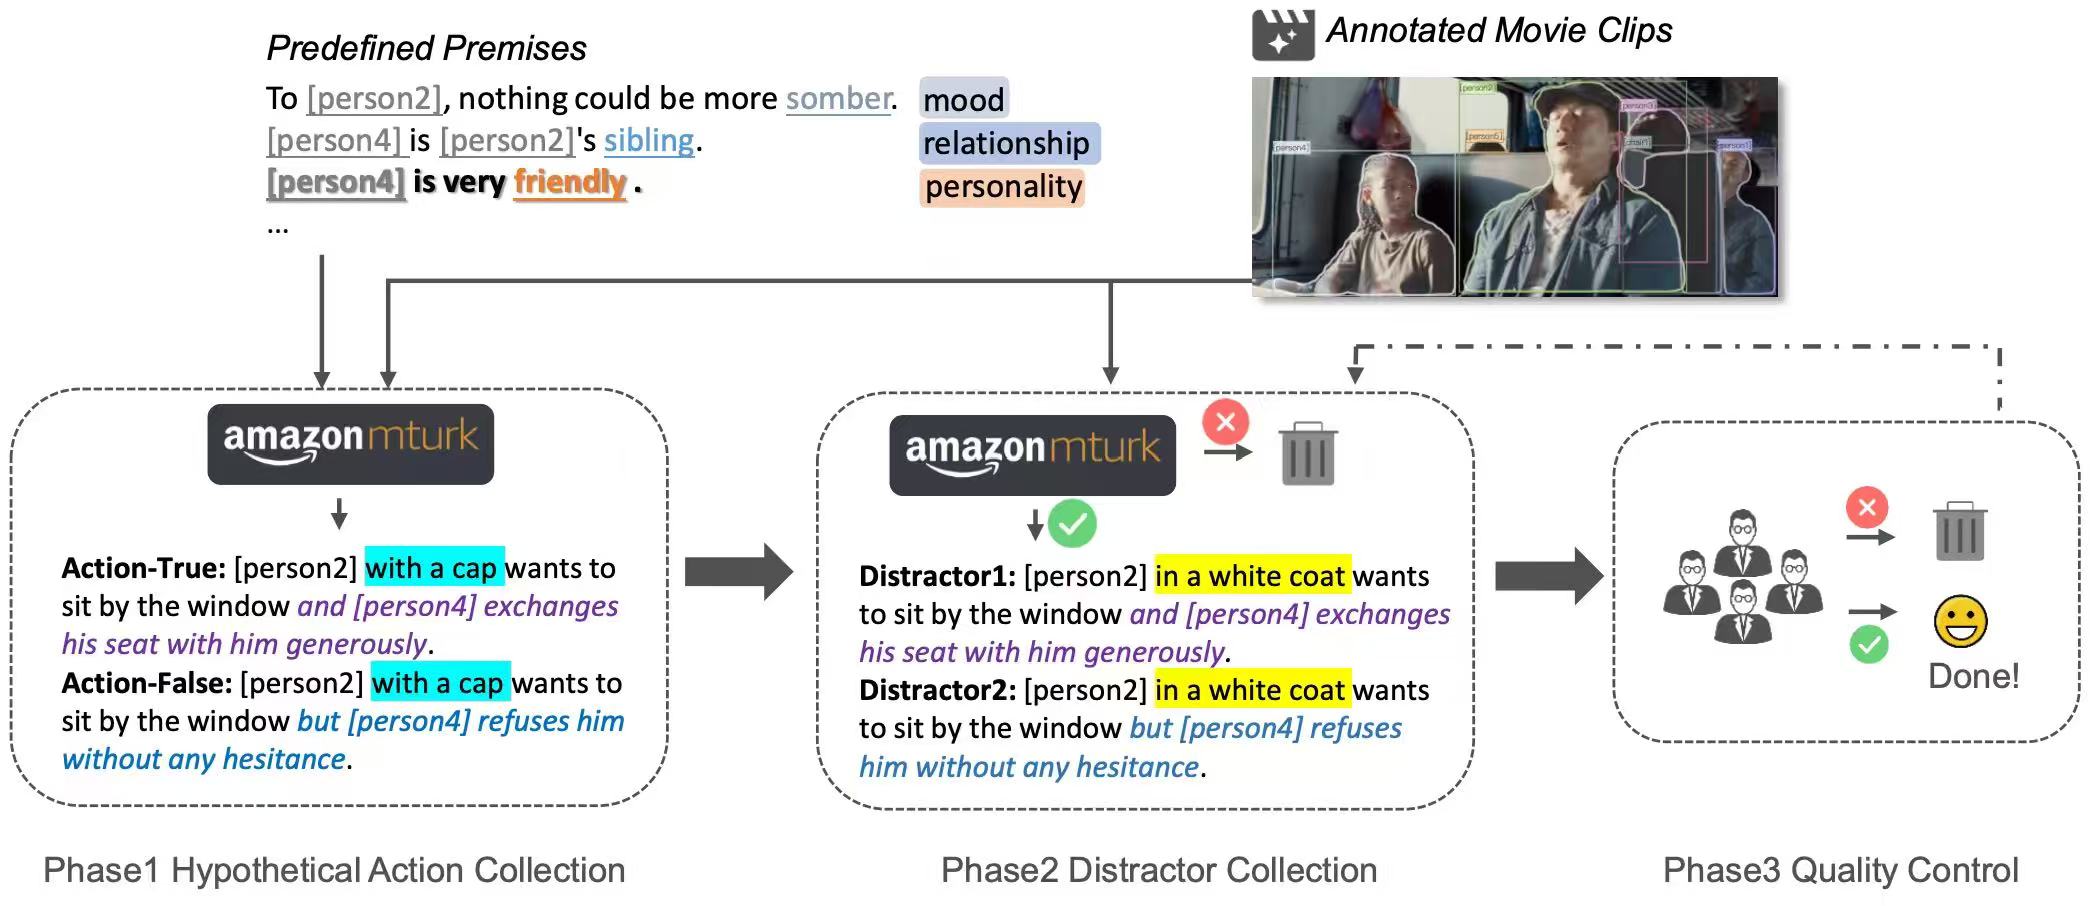 Predefined Premises
To [person2], nothing could be more somber.
[person4] is [person2]'s sibling.
[person4] is very friendly .
...
mood
relationship
personality
Annotated Movie Clips
[person4]
[person2]
[person5]
[person3]
[chair1]
[person1]
amazon mturk
Action-True: [person2] with a cap wants to
sit by the window and [person4] exchanges
his seat with him generously.
Action-False: [person2] with a cap wants to
sit by the window but [person4] refuses him
without any hesitance.
Phase1 Hypothetical Action Collection
amazon mturk
Distractor1: [person2] in a white coat wants
to sit by the window and [person4] exchanges
his seat with him generously.
Distractor2: [person2] in a white coat wants
to sit by the window but [person4] refuses
him without any hesitance.
Phase2 Distractor Collection
Done!
Phase3 Quality Control